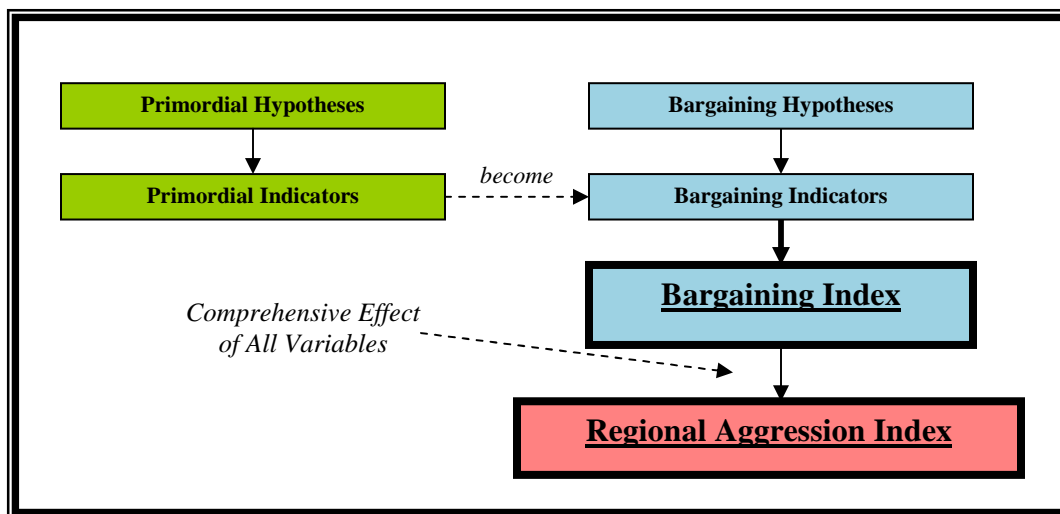 Primordial Hypotheses
Bargaining Hypotheses
Primordial Indicators
become
Bargaining Indicators
Bargaining Index
Comprehensive Effect
of All Variables
Regional Aggression Index